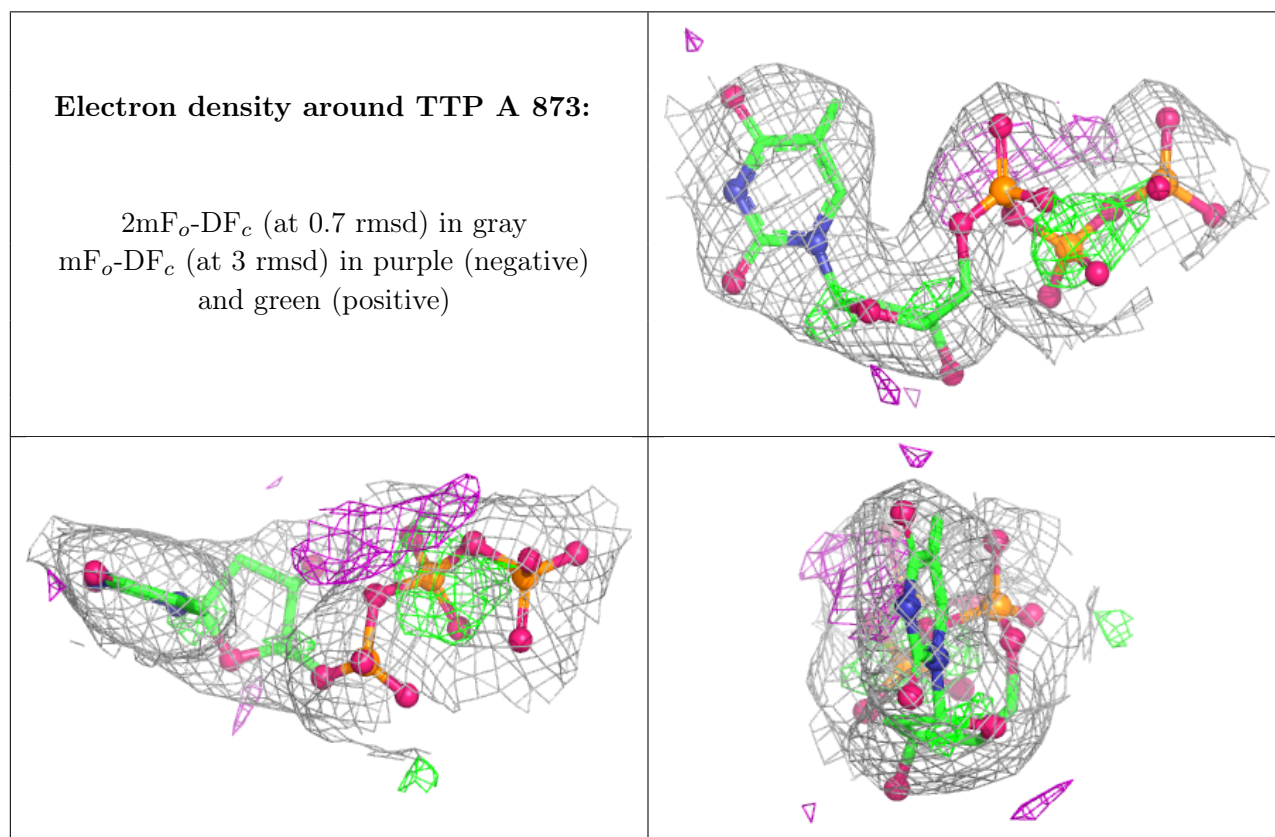 Electron density around TTP A 873:
2mFo-DFc (at 0.7 rmsd) in gray
mFo-DFc (at 3 rmsd) in purple (negative)
and green (positive)